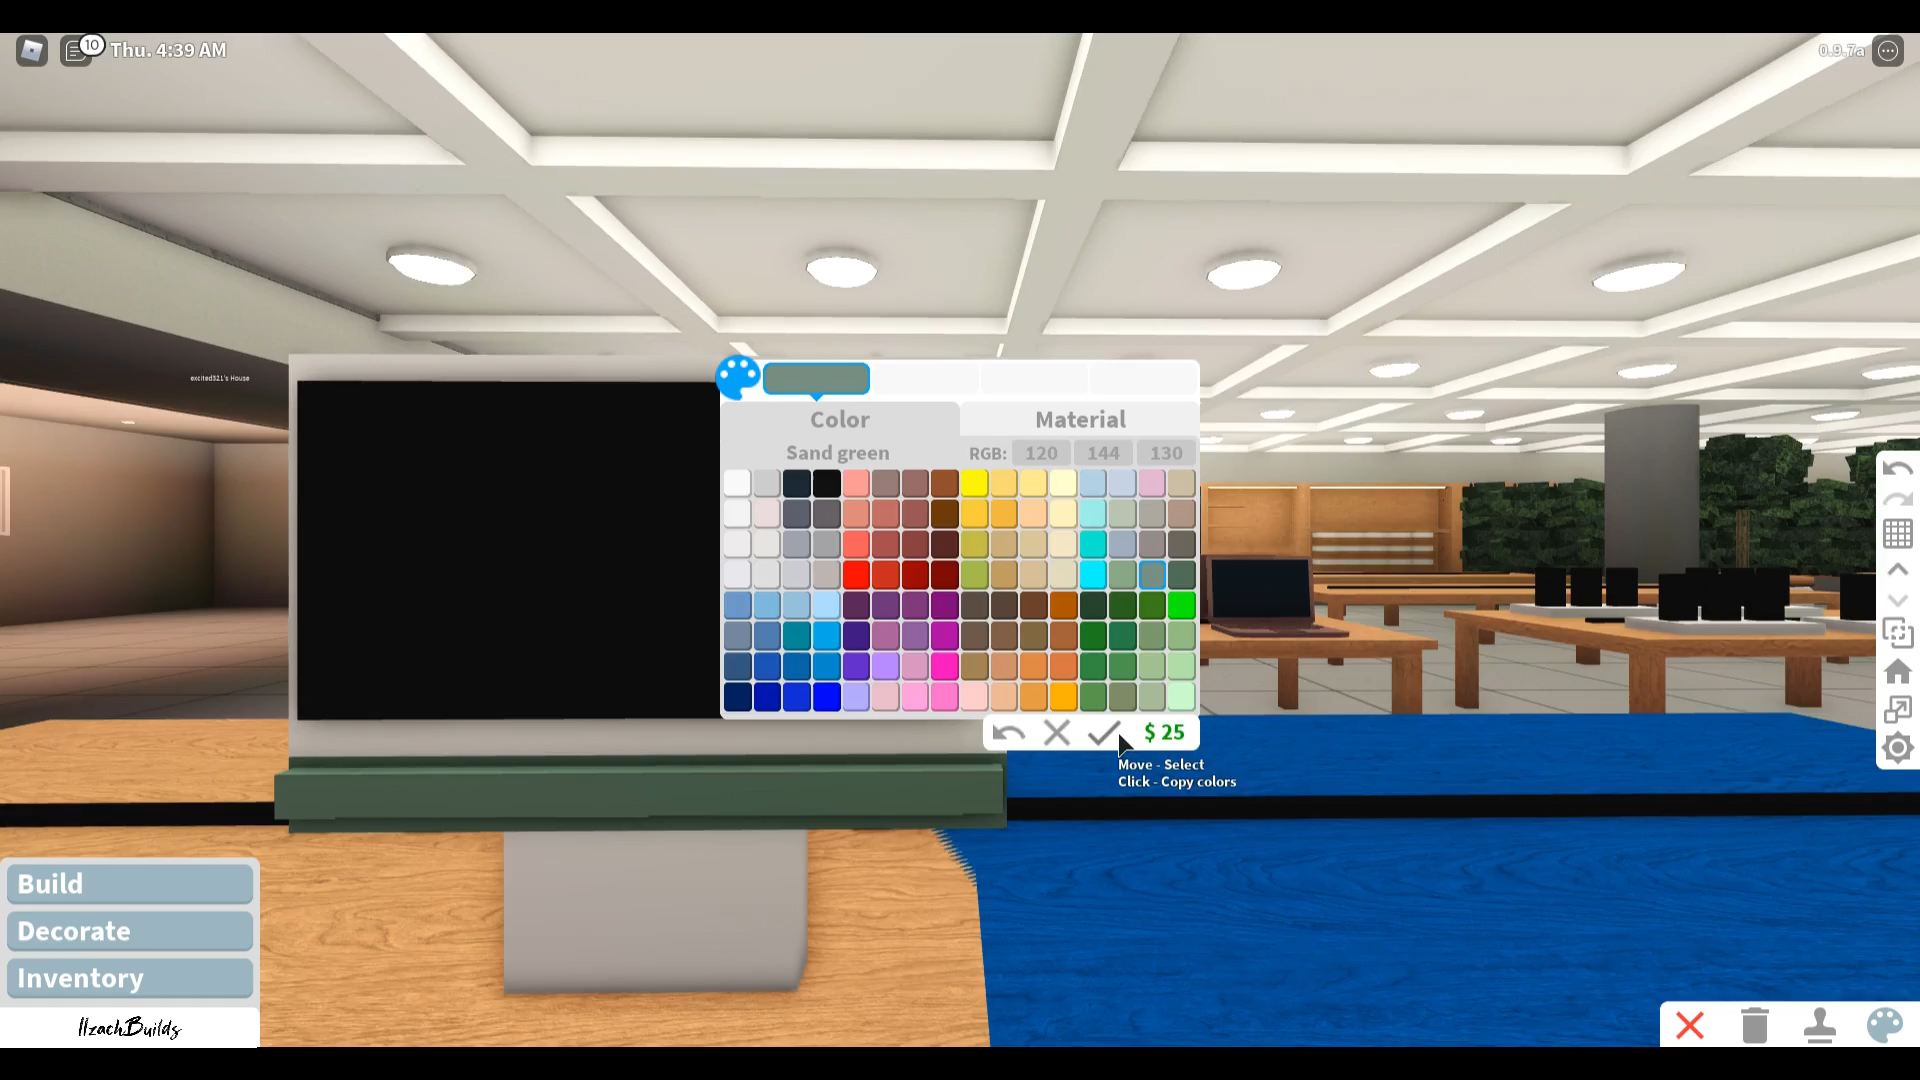 10
Thu. 4:39 AM
0.9.7a
excited321's House
Color
Material
Sand green
RGB: 120 144 130
$ 25
Move - Select
Click - Copy colors
Build
Decorate
Inventory
IIzachBuilds